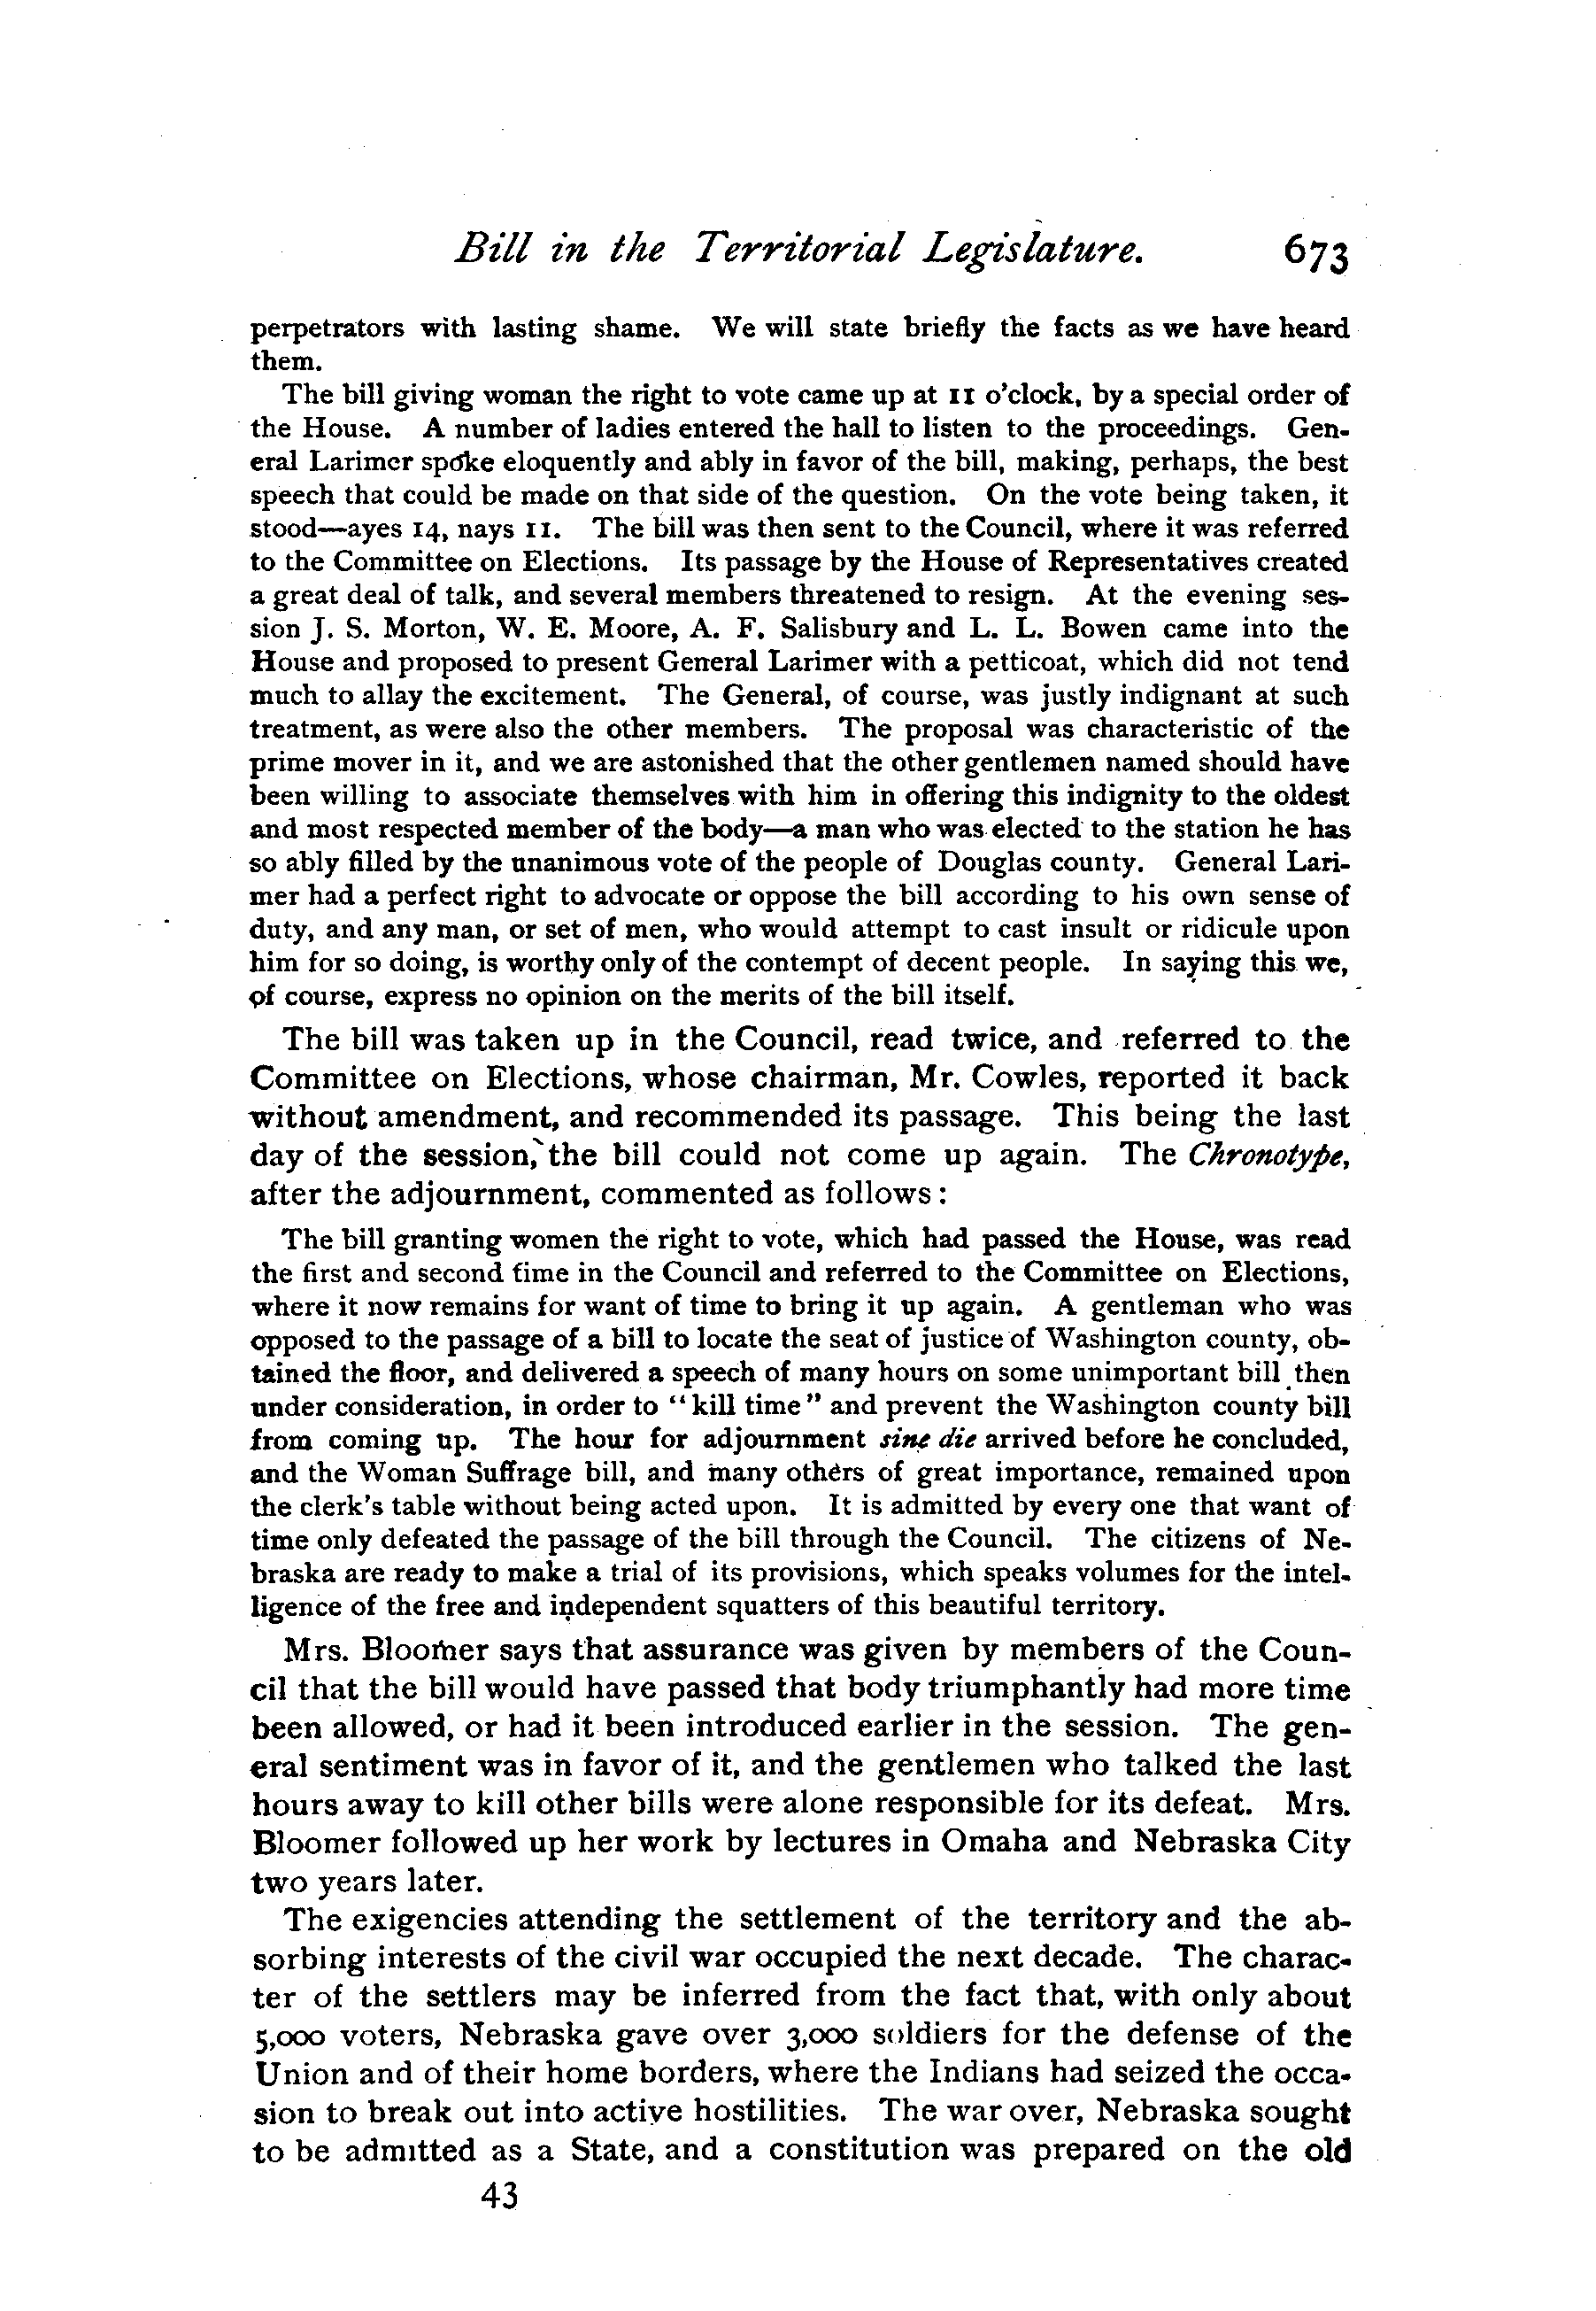 Bill in the Territorial Legislature. 673
perpetrators with lasting shame. We will state briefly the facts as we have heard
them.
The bill giving woman the right to vote came up at 11 o'clock, by a special order of
the House. A number of ladies entered the hall to listen to the proceedings. Gen-
eral Larimer spoke eloquently and ably in favor of the bill, making, perhaps, the best
speech that could be made on that side of the question. On the vote being taken, it
stood—ayes 14, nays 11. The bill was then sent to the Council, where it was referred
to the Committee on Elections. Its passage by the House of Representatives created
a great deal of talk, and several members threatened to resign. At the evening ses-
sion J. S. Morton, W. E. Moore, A. F. Salisbury and L. L. Bowen came into the
House and proposed to present General Larimer with a petticoat, which did not tend
much to allay the excitement. The General, of course, was justly indignant at such
treatment, as were also the other members. The proposal was characteristic of the
prime mover in it, and we are astonished that the other gentlemen named should have
been willing to associate themselves with him in offering this indignity to the oldest
and most respected member of the body—a man who was elected to the station he has
so ably filled by the unanimous vote of the people of Douglas county. General Lari-
mer had a perfect right to advocate or oppose the bill according to his own sense of
duty, and any man, or set of men, who would attempt to cast insult or ridicule upon
him for so doing, is worthy only of the contempt of decent people. In saying this we,
of course, express no opinion on the merits of the bill itself.
The bill was taken up in the Council, read twice, and referred to the
Committee on Elections, whose chairman, Mr. Cowles, reported it back
without amendment, and recommended its passage. This being the last
day of the session, the bill could not come up again. The Chronotype,
after the adjournment, commented as follows:
The bill granting women the right to vote, which had passed the House, was read
the first and second time in the Council and referred to the Committee on Elections,
where it now remains for want of time to bring it up again. A gentleman who was
opposed to the passage of a bill to locate the seat of justice of Washington county, ob-
tained the floor, and delivered a speech of many hours on some unimportant bill then
under consideration, in order to "kill time" and prevent the Washington county bill
from coming up. The hour for adjournment sine die arrived before he concluded,
and the Woman Suffrage bill, and many others of great importance, remained upon
the clerk's table without being acted upon. It is admitted by every one that want of
time only defeated the passage of the bill through the Council. The citizens of Ne-
braska are ready to make a trial of its provisions, which speaks volumes for the intel-
ligence of the free and independent squatters of this beautiful territory.
Mrs. Bloomer says that assurance was given by members of the Coun-
cil that the bill would have passed that body triumphantly had more time
been allowed, or had it been introduced earlier in the session. The gen-
eral sentiment was in favor of it, and the gentlemen who talked the last
hours away to kill other bills were alone responsible for its defeat. Mrs.
Bloomer followed up her work by lectures in Omaha and Nebraska City
two years later.
The exigencies attending the settlement of the territory and the ab-
sorbing interests of the civil war occupied the next decade. The charac-
ter of the settlers may be inferred from the fact that, with only about
5,000 voters, Nebraska gave over 3,000 soldiers for the defense of the
Union and of their home borders, where the Indians had seized the occa-
sion to break out into active hostilities. The war over, Nebraska sought
to be admitted as a State, and a constitution was prepared on the old
43